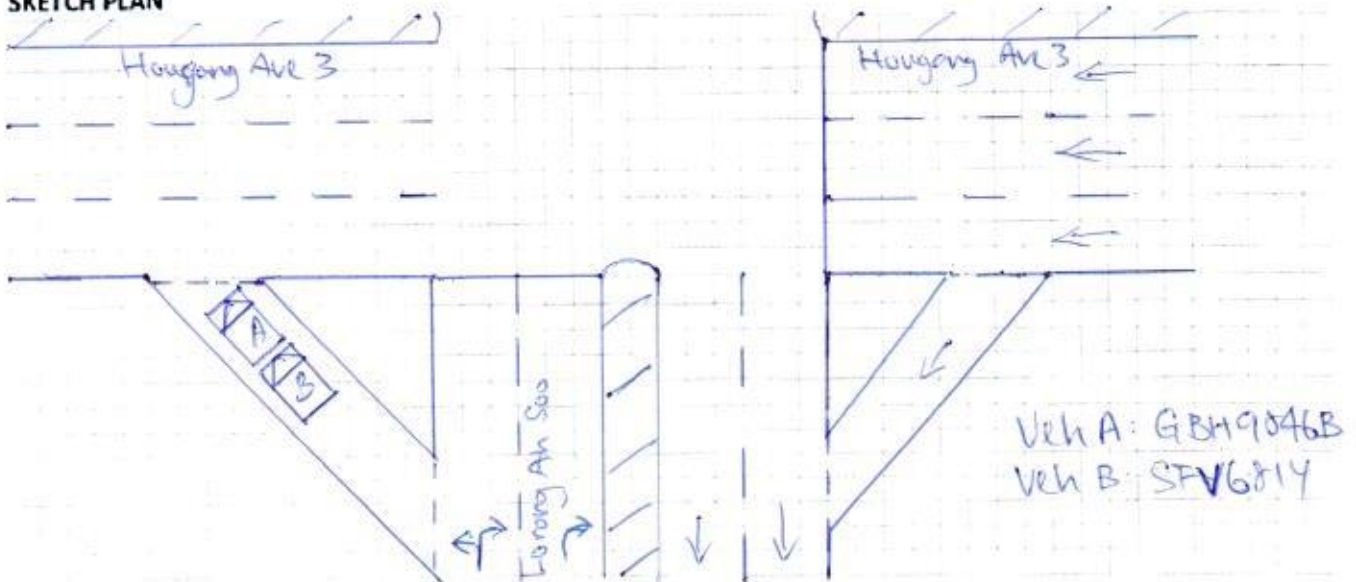 SKETCH PLAN
Hougang Ave 3
Hougang Ave 3
A
B
Lorong Ah Soo
Veh A: GBH9046B
Veh B: SFV6814